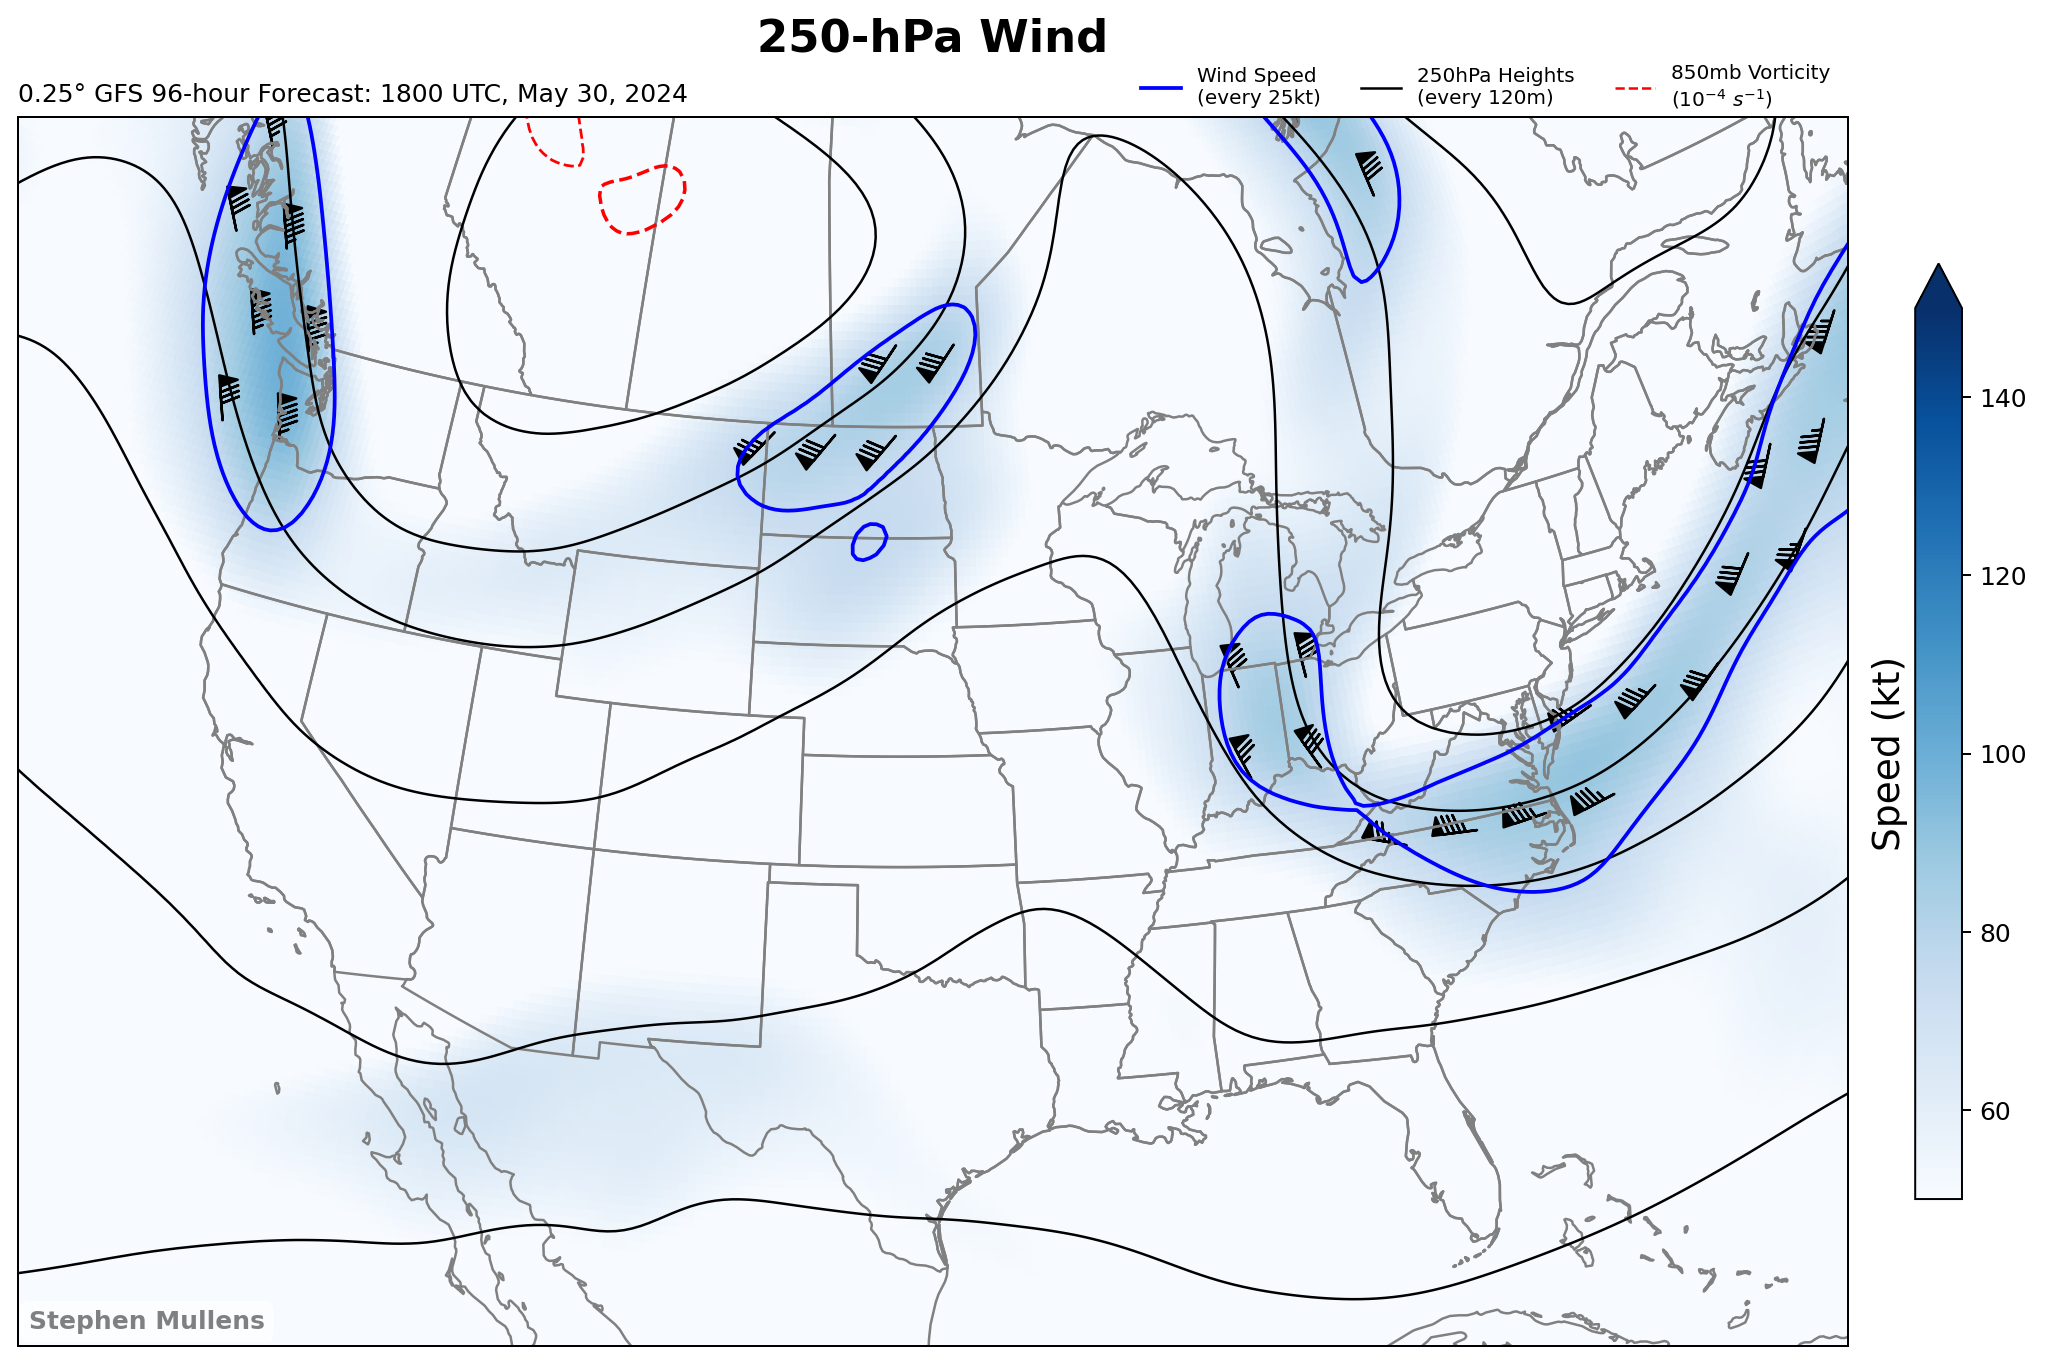 250-hPa Wind
0.25° GFS 96-hour Forecast: 1800 UTC, May 30, 2024
Wind Speed
(every 25kt)
250hPa Heights
(every 120m)
850mb Vorticity
(10⁻⁴ s⁻¹)
140
120
100
80
60
Speed (kt)
Stephen Mullens